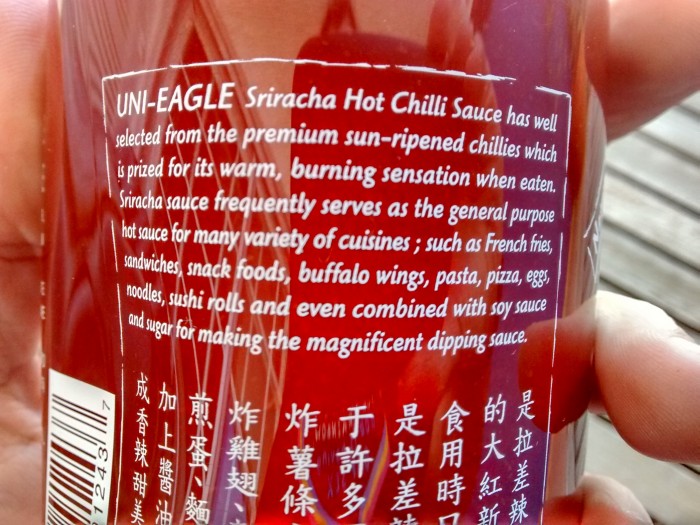 UNI-EAGLE Sriracha Hot Chilli Sauce has well
selected from the premium sun-ripened chillies which
is prized for its warm, burning sensation when eaten.
Sriracha sauce frequently serves as the general purpose
hot sauce for many variety of cuisines ; such as French fries,
sandwiches, snack foods, buffalo wings, pasta, pizza, eggs,
noodles, sushi rolls and even combined with soy sauce
and sugar for making the magnificent dipping sauce.
是拉差辣
的大紅新
食用時
是拉差辣
于許多
炸薯條
炸雞翅、
煎蛋、麵
加上醬油
成香辣甜美
81243 7